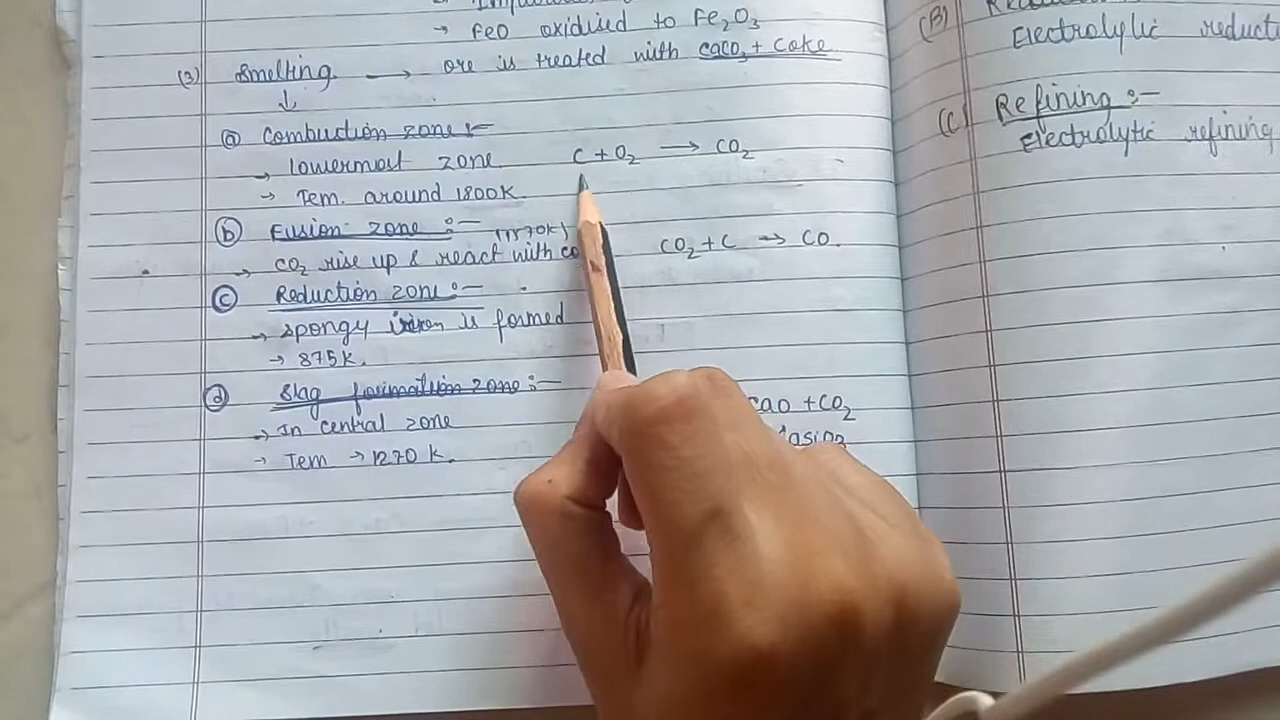 → FeO oxidised to Fe₂O₃
(3) Smelting → ore is treated with CaCO₃ + Coke
↓
(a) Combustion zone :-
→ lowermost zone C + O₂ → CO₂
→ Tem. around 1800K
(b) Fusion zone :- (1570K)
→ CO₂ rise up & react with co CO₂ + C → CO.
(c) Reduction zone :-
→ spongy iron is formed
→ 875K.
(d) Slag formation zone :-
→ In central zone CaO + CO₂
→ Tem → 1270 K.
(B)
Electrolytic reducti
(C) Refining :-
Electrolytic refining